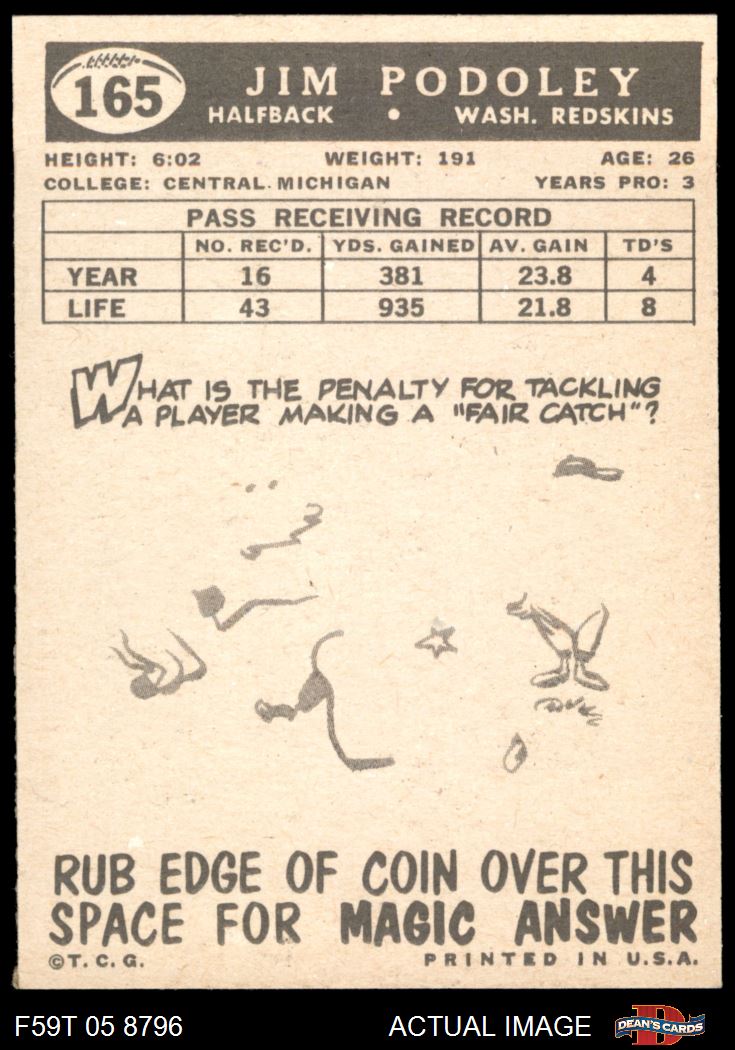 165
JIM PODOLEY
HALFBACK • WASH. REDSKINS
HEIGHT: 6:02 WEIGHT: 191 AGE: 26
COLLEGE: CENTRAL MICHIGAN YEARS PRO: 3
PASS RECEIVING RECORD
NO. REC'D. YDS. GAINED AV. GAIN TD'S
YEAR 16 381 23.8 4
LIFE 43 935 21.8 8
WHAT IS THE PENALTY FOR TACKLING
A PLAYER MAKING A "FAIR CATCH"?
RUB EDGE OF COIN OVER THIS
SPACE FOR MAGIC ANSWER
©T. C. G. PRINTED IN U.S.A.
F59T 05 8796 ACTUAL IMAGE D DEAN'S CARDS